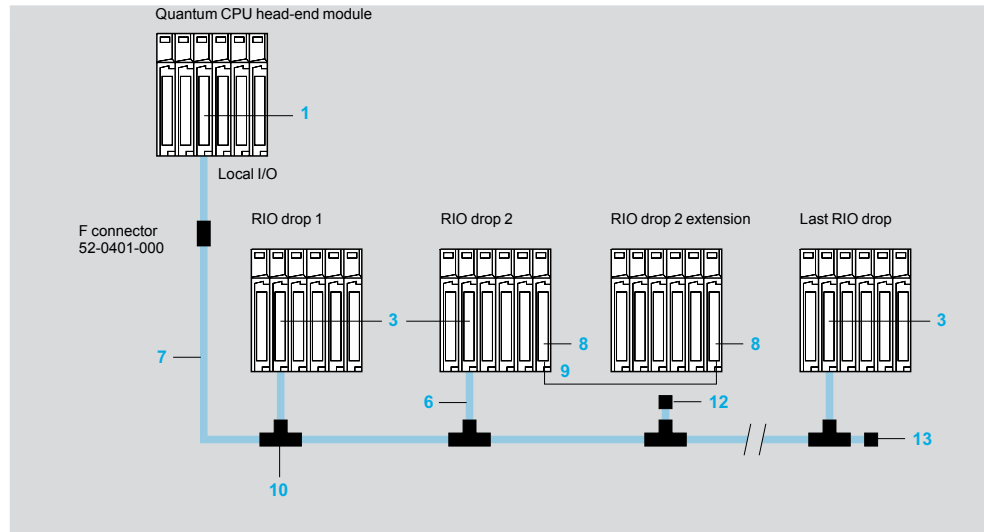 Quantum CPU head-end module
1
Local I/O
F connector
52-0401-000
RIO drop 1
RIO drop 2
RIO drop 2 extension
Last RIO drop
3
3
8
8
7
9
6
12
13
10